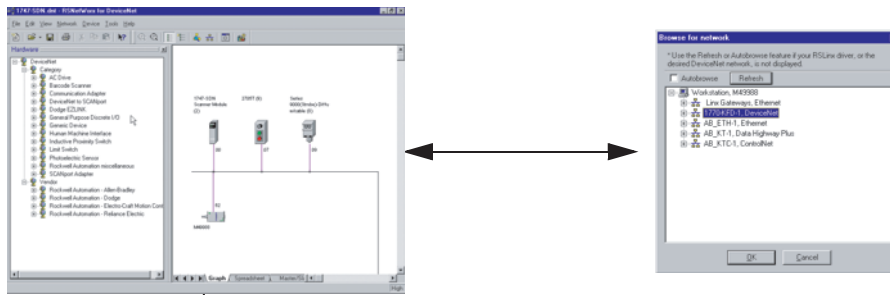 1747-SDN.dnt - RSNetWorx for DeviceNet
File Edit View Network Device Tools Help
Hardware
DeviceNet
Category
AC Drive
Barcode Scanner
Communication Adapter
DeviceNet to SCANport
Dodge EZLINK
General Purpose Discrete I/O
Generic Device
Human Machine Interface
Inductive Proximity Switch
Limit Switch
Photoelectric Sensor
Rockwell Automation miscellaneous
SCANport Adapter
Vendor
Rockwell Automation - Allen-Bradley
Rockwell Automation - Dodge
Rockwell Automation - Electro-Craft Motion Cont
Rockwell Automation - Reliance Electric
1747-SDN
Scanner Module
Series
Graph
Spreadsheet
Master/Sla
High
Browse for network
* Use the Refresh or Autobrowse feature if your RSLinx driver, or the
desired DeviceNet network, is not displayed.
Autobrowse Refresh
Workstation, M49988
Linx Gateways, Ethernet
1770-KFD-1, DeviceNet
AB_ETH-1, Ethernet
AB_KT-1, Data Highway Plus
AB_KTC-1, ControlNet
OK Cancel